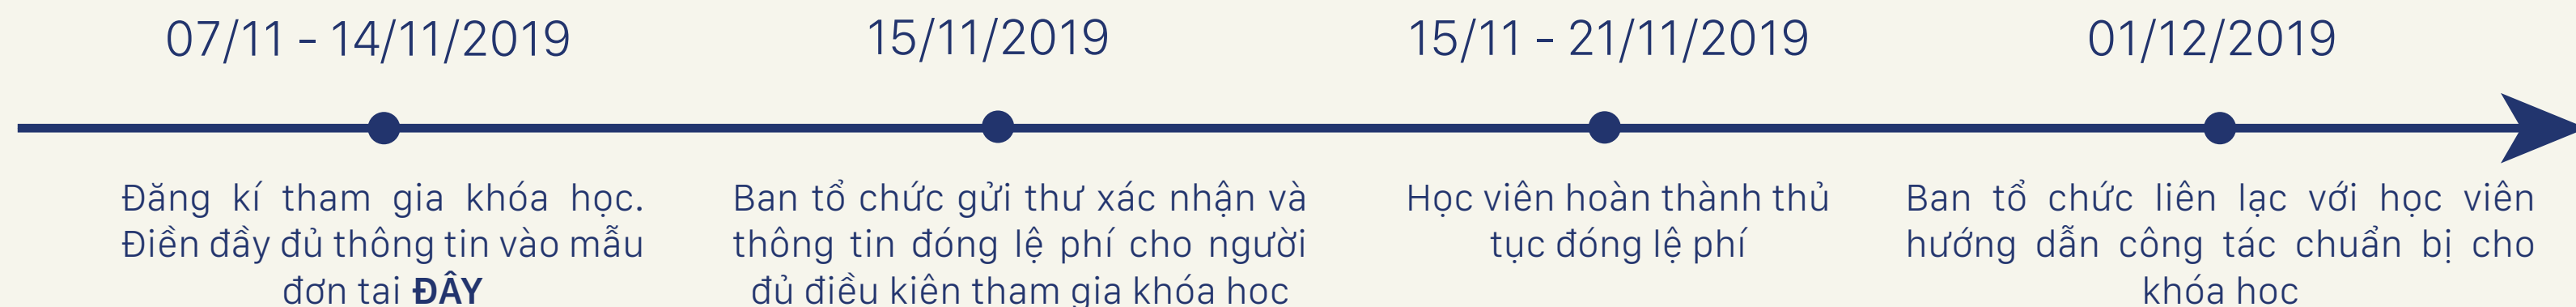 07/11 - 14/11/2019
Đăng kí tham gia khóa học.
Điền đầy đủ thông tin vào mẫu
đơn tại ĐÂY
15/11/2019
Ban tổ chức gửi thư xác nhận và
thông tin đóng lệ phí cho người
đủ điều kiện tham gia khóa học
15/11 - 21/11/2019
Học viên hoàn thành thủ
tục đóng lệ phí
01/12/2019
Ban tổ chức liên lạc với học viên
hướng dẫn công tác chuẩn bị cho
khóa học